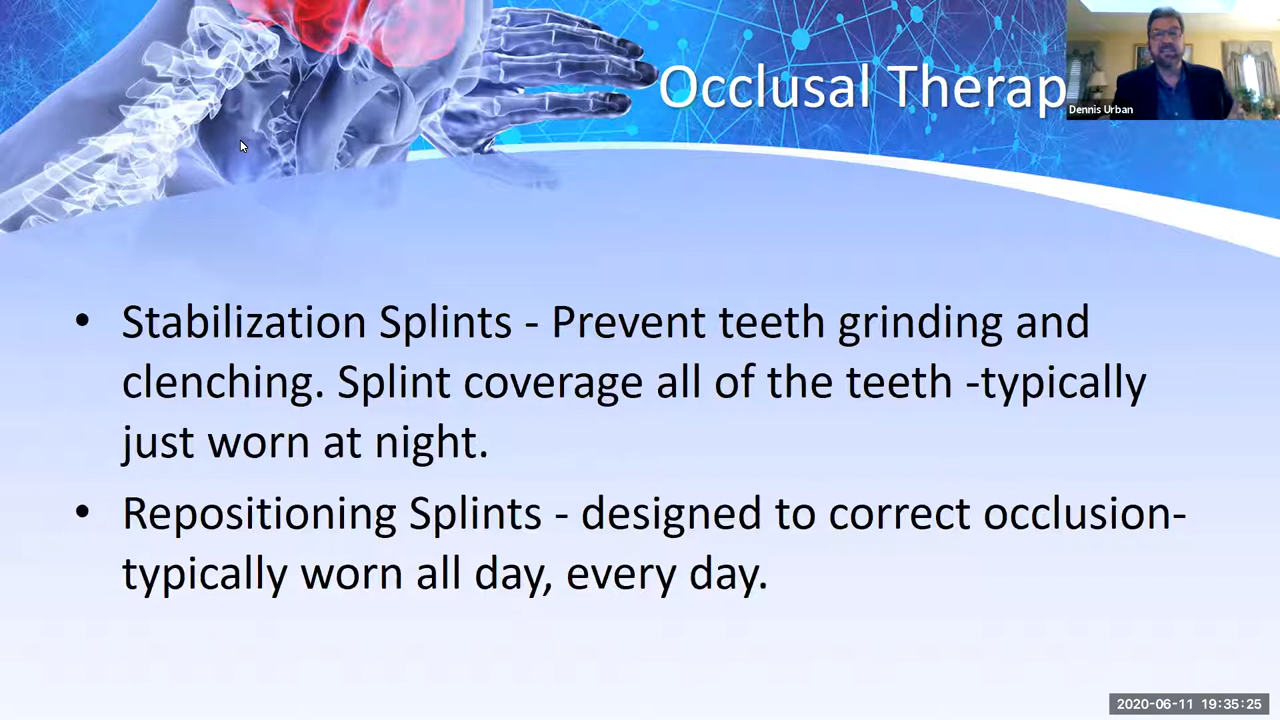 Occlusal Therap
Dennis Urban
• Stabilization Splints - Prevent teeth grinding and
clenching. Splint coverage all of the teeth -typically
just worn at night.
• Repositioning Splints - designed to correct occlusion-
typically worn all day, every day.
2020-06-11 19:35:25